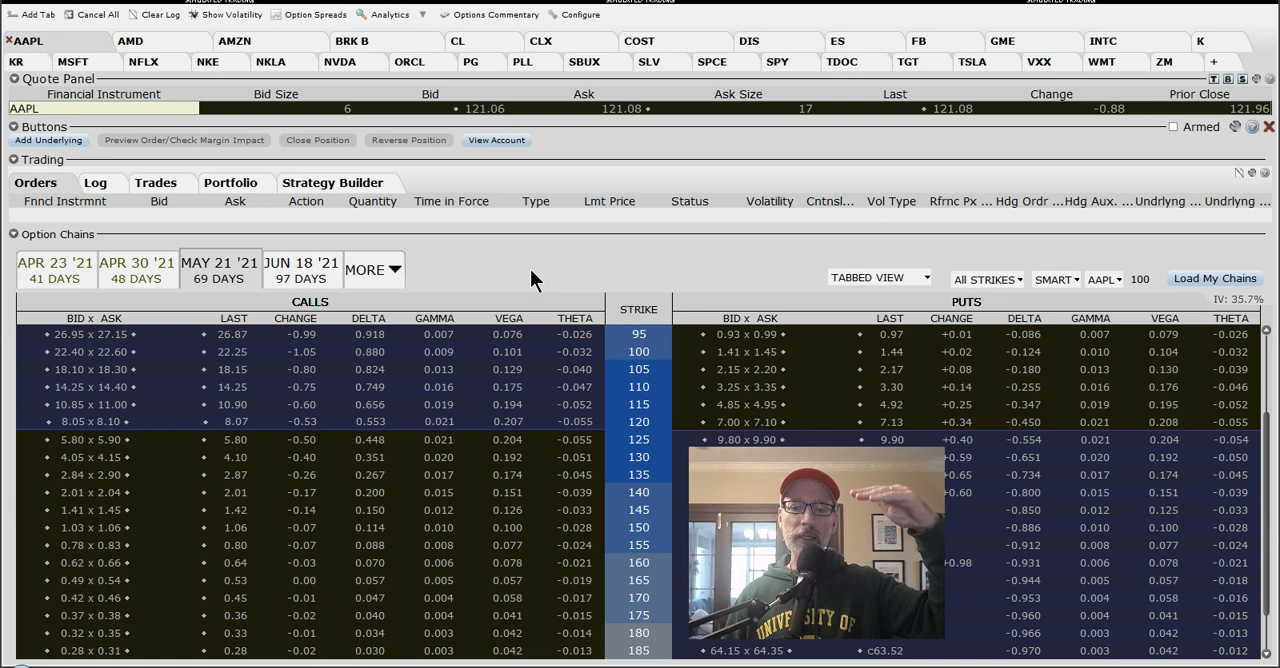 Add Tab Cancel All Clear Log Show Volatility Option Spreads Analytics Options Commentary Configure
AAPL AMD AMZN BRK B CL CLX COST DIS ES FB GME INTC K
KR MSFT NFLX NKE NKLA NVDA ORCL PG PLL SBUX SLV SPCE SPY TDOC TGT TSLA VXX WMT ZM +
Quote Panel T B S
Financial Instrument Bid Size Bid Ask Ask Size Last Change Prior Close
AAPL 6 121.06 121.08 17 121.08 -0.88 121.96
Buttons Armed
Add Underlying Preview Order/Check Margin Impact Close Position Reverse Position View Account
Trading
Orders Log Trades Portfolio Strategy Builder
Fnncl Instrmnt Bid Ask Action Quantity Time in Force Type Lmt Price Status Volatility Cntnsl... Vol Type Rfrnc Px ... Hdg Ordr ... Hdg Aux. ... Undrlyng ... Undrlyng ...
Option Chains
APR 23 '21 APR 30 '21 MAY 21 '21 JUN 18 '21 MORE
41 DAYS 48 DAYS 69 DAYS 97 DAYS
TABBED VIEW All STRIKES SMART AAPL 100 Load My Chains
CALLS STRIKE PUTS IV: 35.7%
BID x ASK LAST CHANGE DELTA GAMMA VEGA THETA BID x ASK LAST CHANGE DELTA GAMMA VEGA THETA
26.95 x 27.15 26.87 -0.99 0.918 0.007 0.076 -0.026 95 0.93 x 0.99 0.97 +0.01 -0.086 0.007 0.079 -0.026
22.40 x 22.60 22.25 -1.05 0.880 0.009 0.101 -0.032 100 1.41 x 1.45 1.44 +0.02 -0.124 0.010 0.104 -0.032
18.10 x 18.30 18.15 -0.80 0.824 0.013 0.129 -0.040 105 2.15 x 2.20 2.17 +0.08 -0.180 0.013 0.130 -0.039
14.25 x 14.40 14.25 -0.75 0.749 0.016 0.175 -0.047 110 3.25 x 3.35 3.30 +0.14 -0.255 0.016 0.176 -0.046
10.85 x 11.00 10.90 -0.60 0.656 0.019 0.194 -0.052 115 4.85 x 4.95 4.92 +0.25 -0.347 0.019 0.195 -0.052
8.05 x 8.10 8.07 -0.53 0.553 0.021 0.207 -0.055 120 7.00 x 7.10 7.13 +0.34 -0.450 0.021 0.208 -0.055
5.80 x 5.90 5.80 -0.50 0.448 0.021 0.204 -0.055 125 9.80 x 9.90 9.90 +0.40 -0.554 0.021 0.204 -0.054
4.05 x 4.15 4.10 -0.40 0.351 0.020 0.192 -0.051 130 +0.59 -0.651 0.020 0.192 -0.050
2.84 x 2.90 2.87 -0.26 0.267 0.017 0.174 -0.045 135 +0.65 -0.734 0.017 0.174 -0.045
2.01 x 2.04 2.01 -0.17 0.200 0.015 0.151 -0.039 140 +0.60 -0.800 0.015 0.151 -0.039
1.41 x 1.45 1.42 -0.14 0.150 0.012 0.126 -0.033 145 -0.850 0.012 0.125 -0.033
1.03 x 1.06 1.06 -0.07 0.114 0.010 0.100 -0.028 150 -0.886 0.010 0.100 -0.028
0.78 x 0.83 0.80 -0.07 0.088 0.008 0.077 -0.024 155 -0.912 0.008 0.077 -0.024
0.62 x 0.66 0.64 -0.03 0.070 0.006 0.078 -0.021 160 +0.98 -0.931 0.006 0.078 -0.021
0.49 x 0.54 0.53 0.00 0.057 0.005 0.057 -0.019 165 -0.944 0.005 0.057 -0.018
0.42 x 0.46 0.45 -0.01 0.047 0.004 0.058 -0.017 170 -0.953 0.004 0.058 -0.016
0.37 x 0.38 0.36 -0.02 0.040 0.004 0.041 -0.015 175 -0.960 0.004 0.041 -0.015
0.32 x 0.35 0.33 -0.01 0.034 0.003 0.042 -0.014 180 -0.966 0.003 0.042 -0.013
0.28 x 0.31 0.28 -0.02 0.030 0.003 0.042 -0.013 185 64.15 x 64.35 c63.52 -0.970 0.003 0.042 -0.012
UNIVERSITY OF